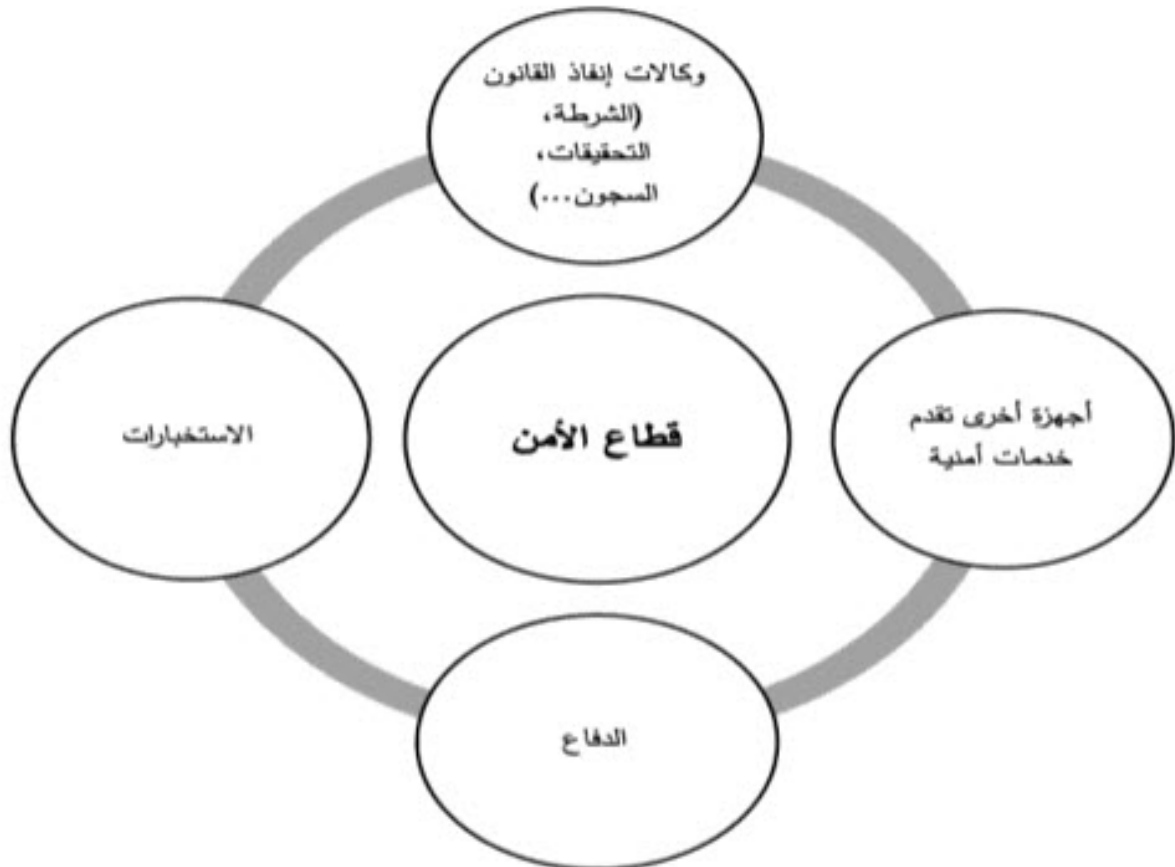 وكالات إنفاذ القانون
(الشرطة،
التحقيقات،
السجون...)
أجهزة أخرى تقدم
خدمات أمنية
قطاع الأمن
الاستخبارات
الدفاع